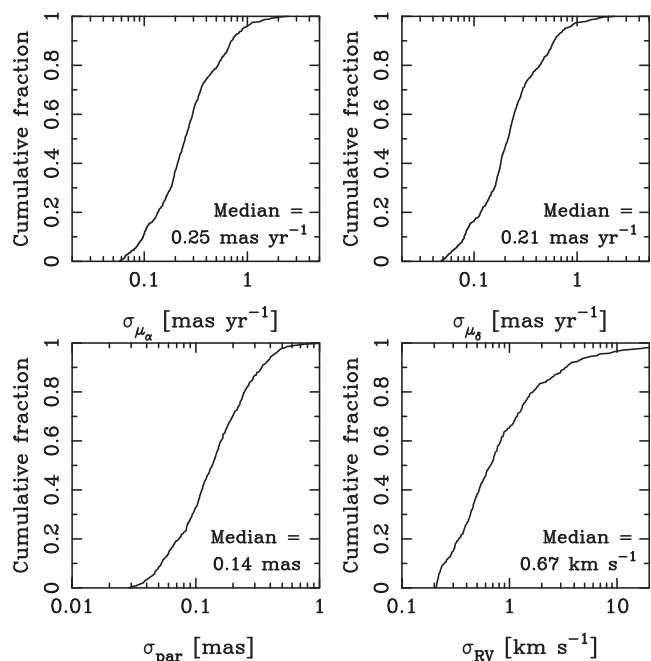 Cumulative fraction
0 0.2 0.4 0.6 0.8 1
Median =
0.25 mas yr⁻¹
0.1 1
σ_μα [mas yr⁻¹]
Cumulative fraction
0 0.2 0.4 0.6 0.8 1
Median =
0.21 mas yr⁻¹
0.1 1
σ_μδ [mas yr⁻¹]
Cumulative fraction
0 0.2 0.4 0.6 0.8 1
Median =
0.14 mas
0.01 0.1 1
σ_par [mas]
Cumulative fraction
0 0.2 0.4 0.6 0.8 1
Median =
0.67 km s⁻¹
0.1 1 10
σ_RV [km s⁻¹]